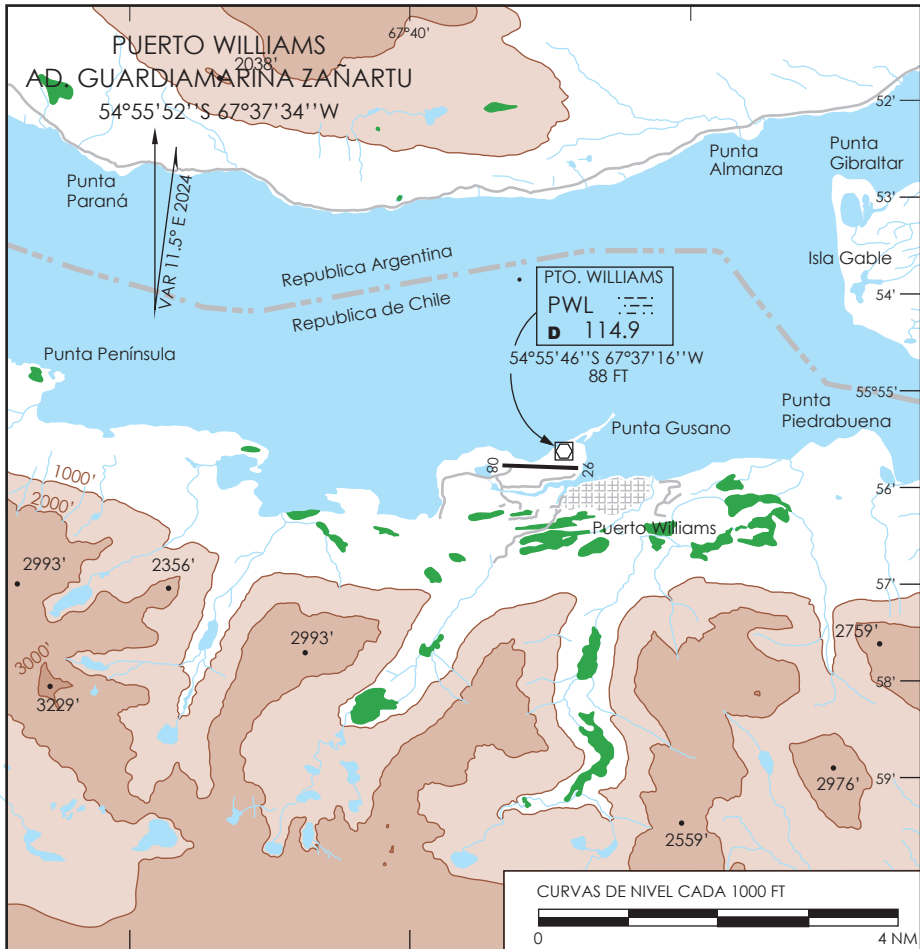 67°40'
PUERTO WILLIAMS
2038'
AD. GUARDIAMARINA ZAÑARTU
54°55'52''S 67°37'34''W
52'
Punta
Almanza
Punta
Gibraltar
Punta
Paraná
53'
VAR 11.5° E 2024
Republica Argentina
Isla Gable
Republica de Chile
PTO. WILLIAMS
PWL
D 114.9
54'
54°55'46''S 67°37'16''W
88 FT
Punta Península
55°55'
Punta
Piedrabuena
Punta Gusano
08
26
1000'
2000'
56'
Puerto Williams
2993'
2356'
57'
2993'
2759'
3000'
3229'
58'
2976'
59'
2559'
CURVAS DE NIVEL CADA 1000 FT
0
4 NM